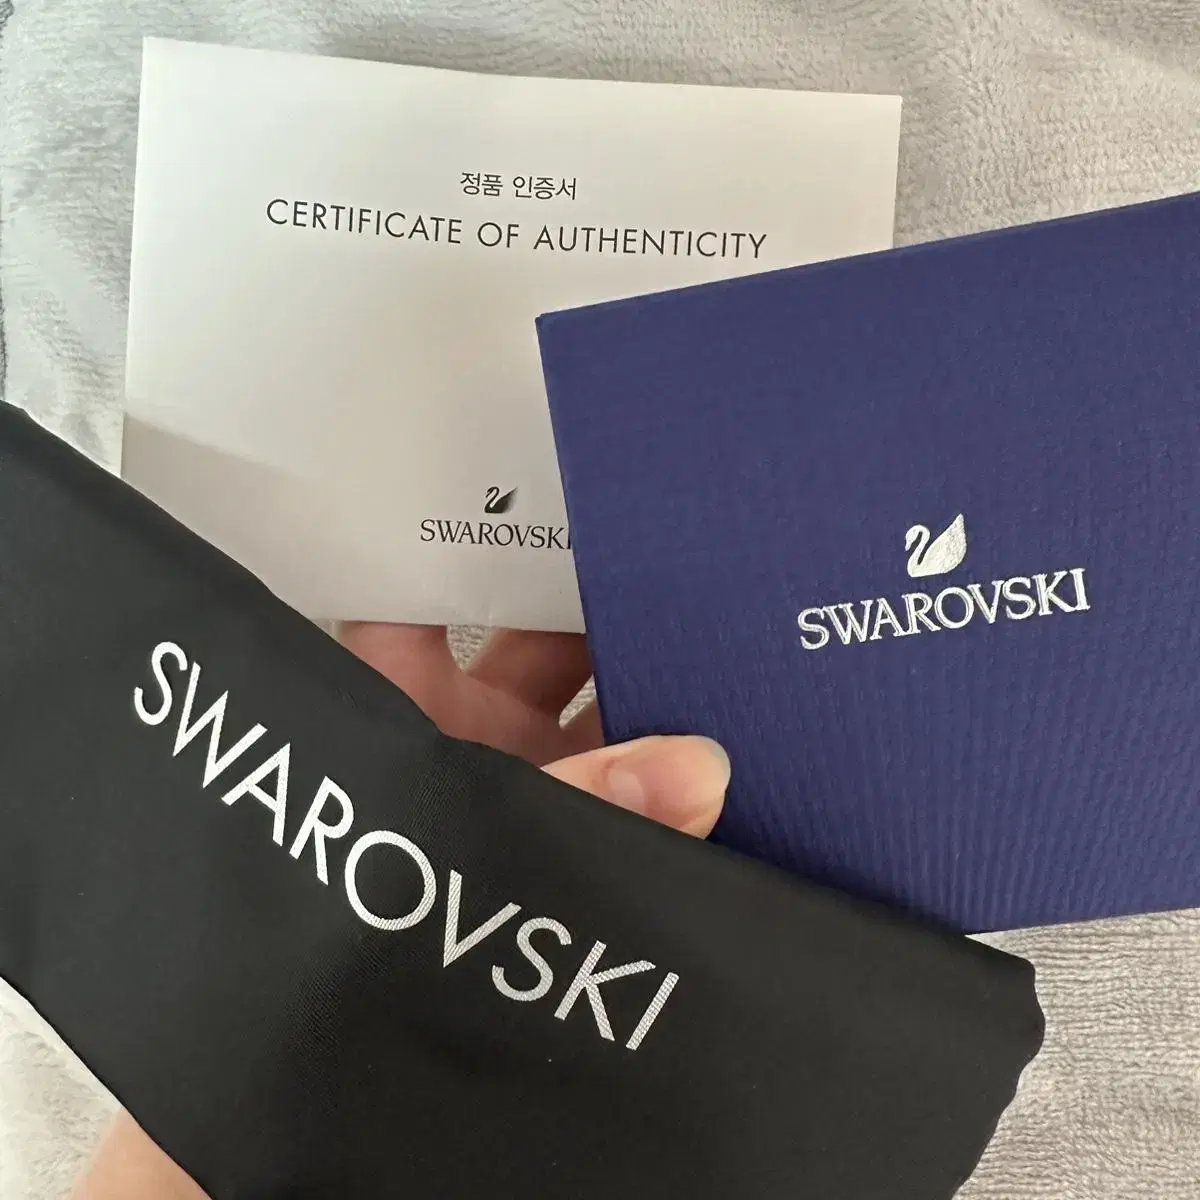 정품 인증서
CERTIFICATE OF AUTHENTICITY
SWAROVSKI
SWAROVSKI
SWAROVSKI